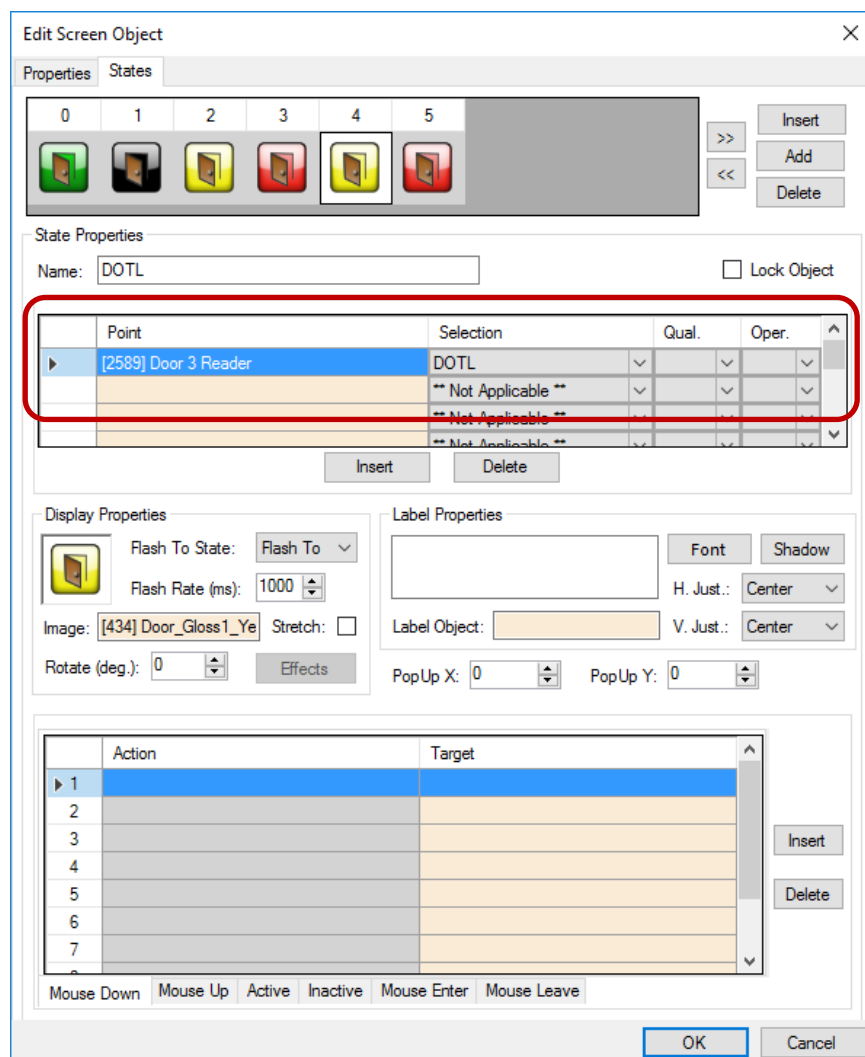 Edit Screen Object
Properties States
0 1 2 3 4 5
Insert
>>
Add
<<
Delete
State Properties
Name: DOTL Lock Object
Point Selection Qual. Oper.
[2589] Door 3 Reader DOTL
** Not Applicable **
** Not Applicable **
** Not Applicable **
Insert Delete
Display Properties
Flash To State: Flash To
Flash Rate (ms): 1000
Image: [434] Door_Gloss1_Ye Stretch:
Rotate (deg.): 0 Effects
Label Properties
Font Shadow
H. Just.: Center
Label Object: V. Just.: Center
PopUp X: 0 PopUp Y: 0
Action Target
1
2
3
4
5
6
7
Insert
Delete
Mouse Down Mouse Up Active Inactive Mouse Enter Mouse Leave
OK Cancel